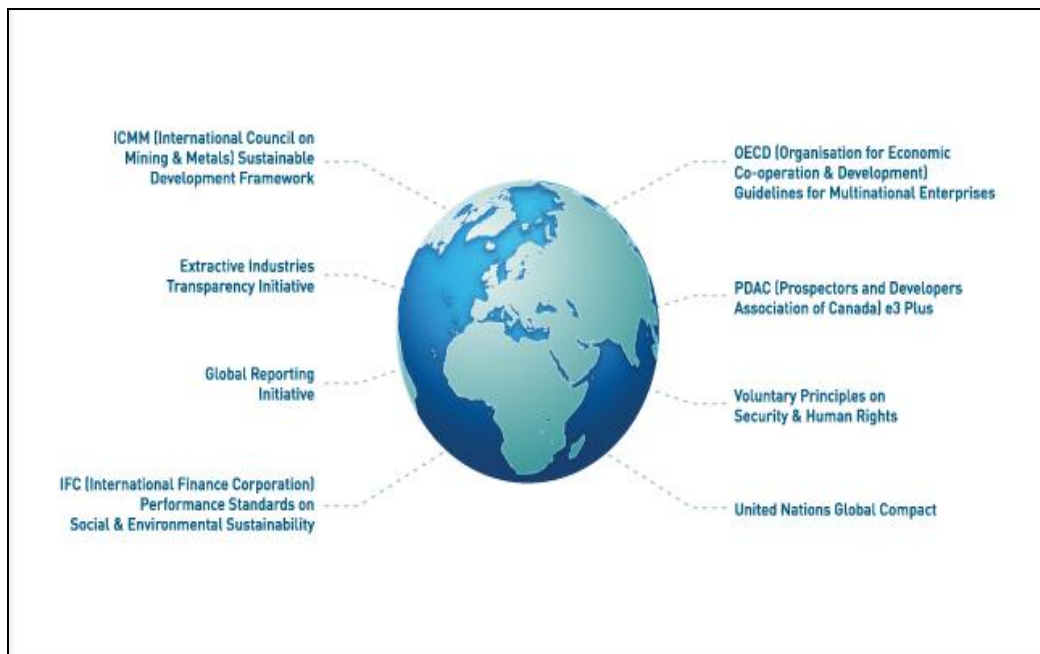 ICMM (International Council on
Mining & Metals) Sustainable
Development Framework
Extractive Industries
Transparency Initiative
Global Reporting
Initiative
IFC (International Finance Corporation)
Performance Standards on
Social & Environmental Sustainability
OECD (Organisation for Economic
Co-operation & Development)
Guidelines for Multinational Enterprises
PDAC (Prospectors and Developers
Association of Canada) e3 Plus
Voluntary Principles on
Security & Human Rights
United Nations Global Compact